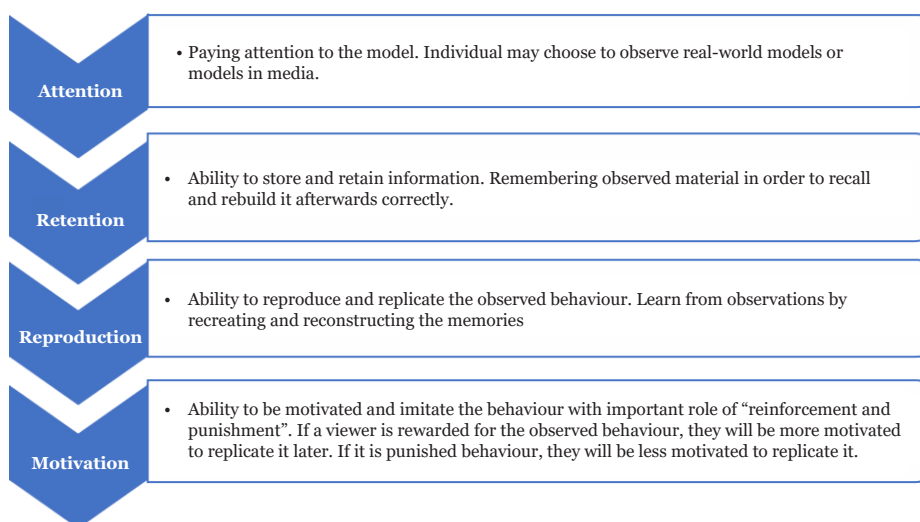 Attention
• Paying attention to the model. Individual may choose to observe real-world models or
models in media.
Retention
• Ability to store and retain information. Remembering observed material in order to recall
and rebuild it afterwards correctly.
Reproduction
• Ability to reproduce and replicate the observed behaviour. Learn from observations by
recreating and reconstructing the memories
Motivation
• Ability to be motivated and imitate the behaviour with important role of “reinforcement and
punishment”. If a viewer is rewarded for the observed behaviour, they will be more motivated
to replicate it later. If it is punished behaviour, they will be less motivated to replicate it.